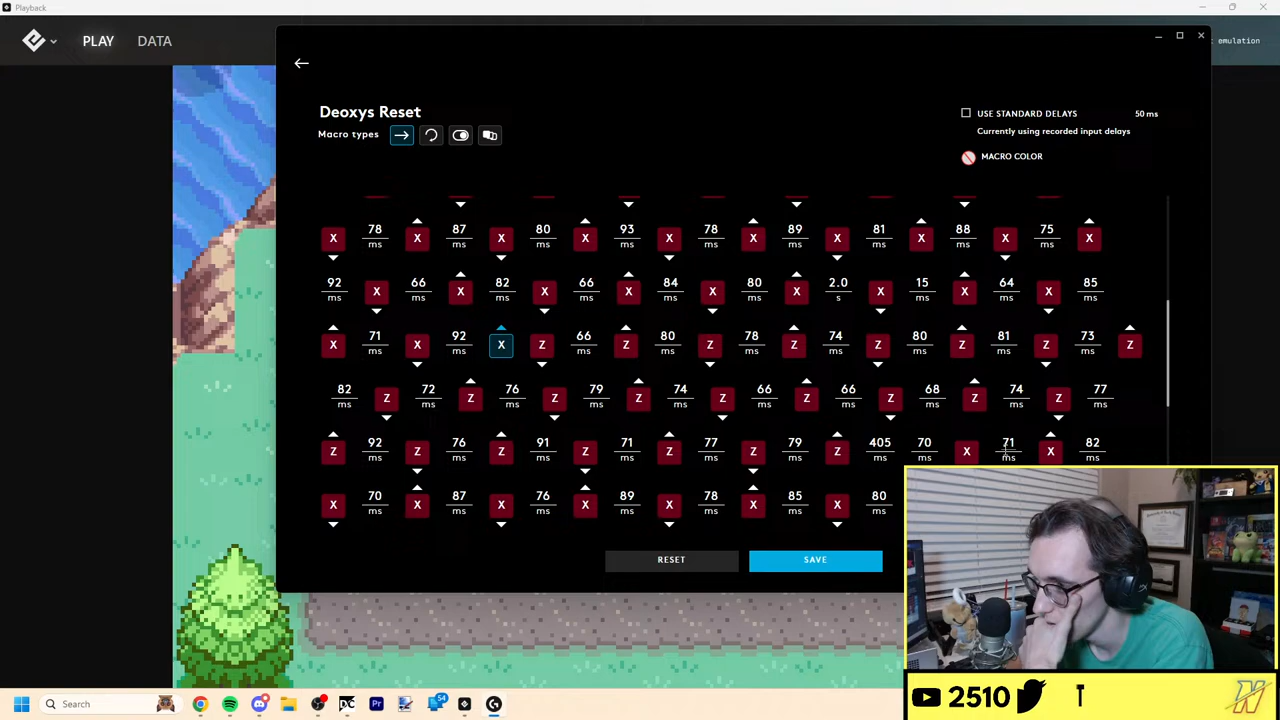 Playback
PLAY DATA
emulation
Deoxys Reset
Macro types
USE STANDARD DELAYS 50 ms
Currently using recorded input delays
MACRO COLOR
X 78 ms X 87 ms X 80 ms X 93 ms X 78 ms X 89 ms X 81 ms X 88 ms X 75 ms X
92 ms X 66 ms X 82 ms X 66 ms X 84 ms X 80 ms X 2.0 s X 15 ms X 64 ms X 85 ms
X 71 ms X 92 ms X Z 66 ms Z 80 ms Z 78 ms Z 74 ms Z 80 ms Z 81 ms Z 73 ms Z
82 ms Z 72 ms Z 76 ms Z 79 ms Z 74 ms Z 66 ms Z 66 ms Z 68 ms Z 74 ms Z 77 ms
Z 92 ms Z 76 ms Z 91 ms Z 71 ms Z 77 ms Z 79 ms Z 405 ms 70 ms X 71 ms X 82 ms
X 70 ms X 87 ms X 76 ms X 89 ms X 78 ms X 85 ms X 80 ms
RESET SAVE
2510 T
Search
54